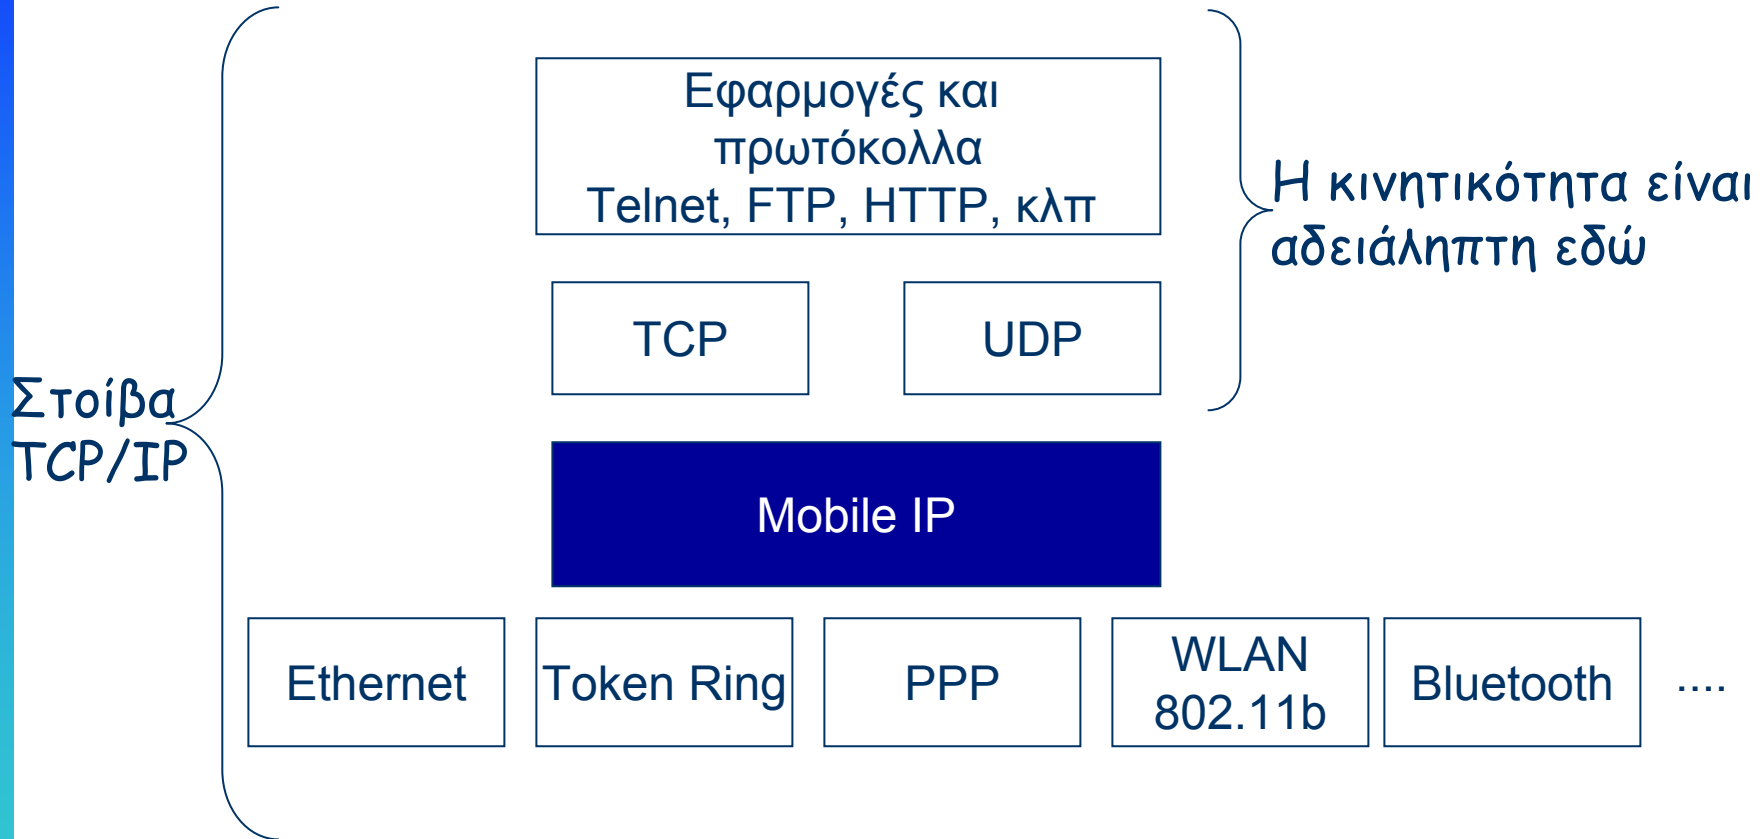 Εφαρμογές και
πρωτόκολλα
Telnet, FTP, HTTP, κλπ
Η κινητικότητα είναι
αδειάληπτη εδώ
TCP
UDP
Στοίβα
TCP/IP
Mobile IP
Ethernet
Token Ring
PPP
WLAN
802.11b
Bluetooth
....